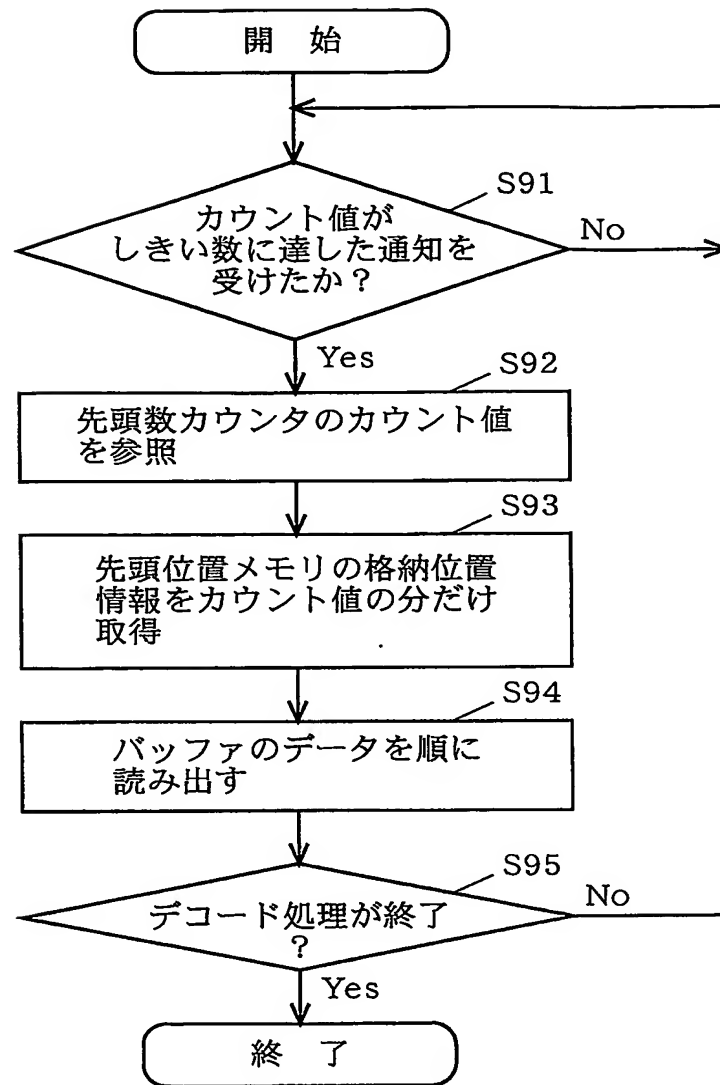 開 始
S91
カウント値が
しきい数に達した通知を
受けたか？
No
Yes
S92
先頭数カウンタのカウント値
を参照
S93
先頭位置メモリの格納位置
情報をカウント値の分だけ
取得
S94
バッファのデータを順に
読み出す
S95
デコード処理が終了
？
No
Yes
終 了